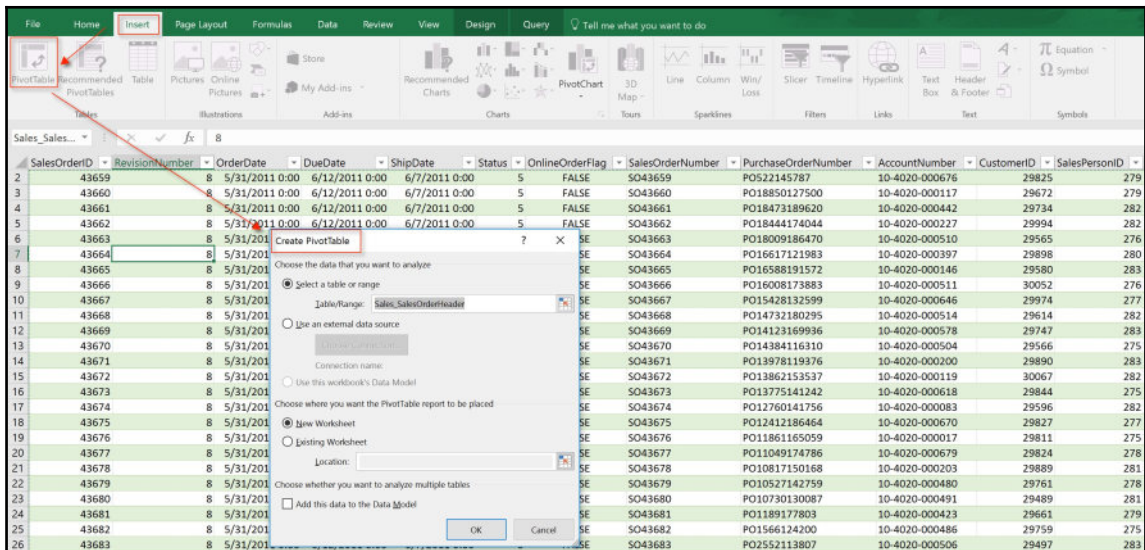 File Home Insert Page Layout Formulas Data Review View Design Query Tell me what you want to do
PivotTable Recommended PivotTables Table Pictures Online Pictures Store My Add-ins Recommended Charts PivotChart 3D Map Line Column Win/Loss Slicer Timeline Hyperlink Text Box Header & Footer Equation Symbol
Tables Illustrations Add-ins Charts Tours Sparklines Filters Links Text Symbols
Sales_Sales... fx 8
SalesOrderID RevisionNumber OrderDate DueDate ShipDate Status OnlineOrderFlag SalesOrderNumber PurchaseOrderNumber AccountNumber CustomerID SalesPersonID
2 43659 8 5/31/2011 0:00 6/12/2011 0:00 6/7/2011 0:00 5 FALSE SO43659 PO522145787 10-4020-000676 29825 279
3 43660 8 5/31/2011 0:00 6/12/2011 0:00 6/7/2011 0:00 5 FALSE SO43660 PO18850127500 10-4020-000117 29672 279
4 43661 8 5/31/2011 0:00 6/12/2011 0:00 6/7/2011 0:00 5 FALSE SO43661 PO18473189620 10-4020-000442 29734 282
5 43662 8 5/31/2011 0:00 6/12/2011 0:00 6/7/2011 0:00 5 FALSE SO43662 PO18444174044 10-4020-000227 29994 282
6 43663 8 5/31/201 Create PivotTable ? SE SO43663 PO18009186470 10-4020-000510 29565 276
7 43664 8 5/31/201 SE SO43664 PO16617121983 10-4020-000397 29898 280
8 43665 8 5/31/201 Choose the data that you want to analyze SE SO43665 PO16588191572 10-4020-000146 29580 283
9 43666 8 5/31/201 Select a table or range SE SO43666 PO16008173883 10-4020-000511 30052 276
10 43667 8 5/31/201 Table/Range: Sales_SalesOrderHeader SE SO43667 PO15428132599 10-4020-000646 29974 277
11 43668 8 5/31/201 Use an external data source SE SO43668 PO14732180295 10-4020-000514 29614 282
12 43669 8 5/31/201 SE SO43669 PO14123169936 10-4020-000578 29747 283
13 43670 8 5/31/201 SE SO43670 PO14384116310 10-4020-000504 29566 275
14 43671 8 5/31/201 Connection name: SE SO43671 PO13978119376 10-4020-000200 29890 283
15 43672 8 5/31/201 Use this workbook's Data Model SE SO43672 PO13862153537 10-4020-000119 30067 282
16 43673 8 5/31/201 SE SO43673 PO13775141242 10-4020-000618 29844 275
17 43674 8 5/31/201 Choose where you want the PivotTable report to be placed SE SO43674 PO12760141756 10-4020-000083 29596 282
18 43675 8 5/31/201 New Worksheet SE SO43675 PO12412186464 10-4020-000670 29827 277
19 43676 8 5/31/201 Existing Worksheet SE SO43676 PO11861165059 10-4020-000017 29811 275
20 43677 8 5/31/201 Location: SE SO43677 PO11049174786 10-4020-000679 29824 278
21 43678 8 5/31/201 SE SO43678 PO10817150168 10-4020-000203 29889 281
22 43679 8 5/31/201 Choose whether you want to analyze multiple tables SE SO43679 PO10527142759 10-4020-000480 29761 278
23 43680 8 5/31/201 Add this data to the Data Model SE SO43680 PO10730130087 10-4020-000491 29489 281
24 43681 8 5/31/201 SE SO43681 PO1189177803 10-4020-000423 29661 279
25 43682 8 5/31/201 OK Cancel SE SO43682 PO1566124200 10-4020-000486 29759 275
26 43683 8 5/31/201 SE SO43683 PO2552113807 10-4020-000506 29497 283